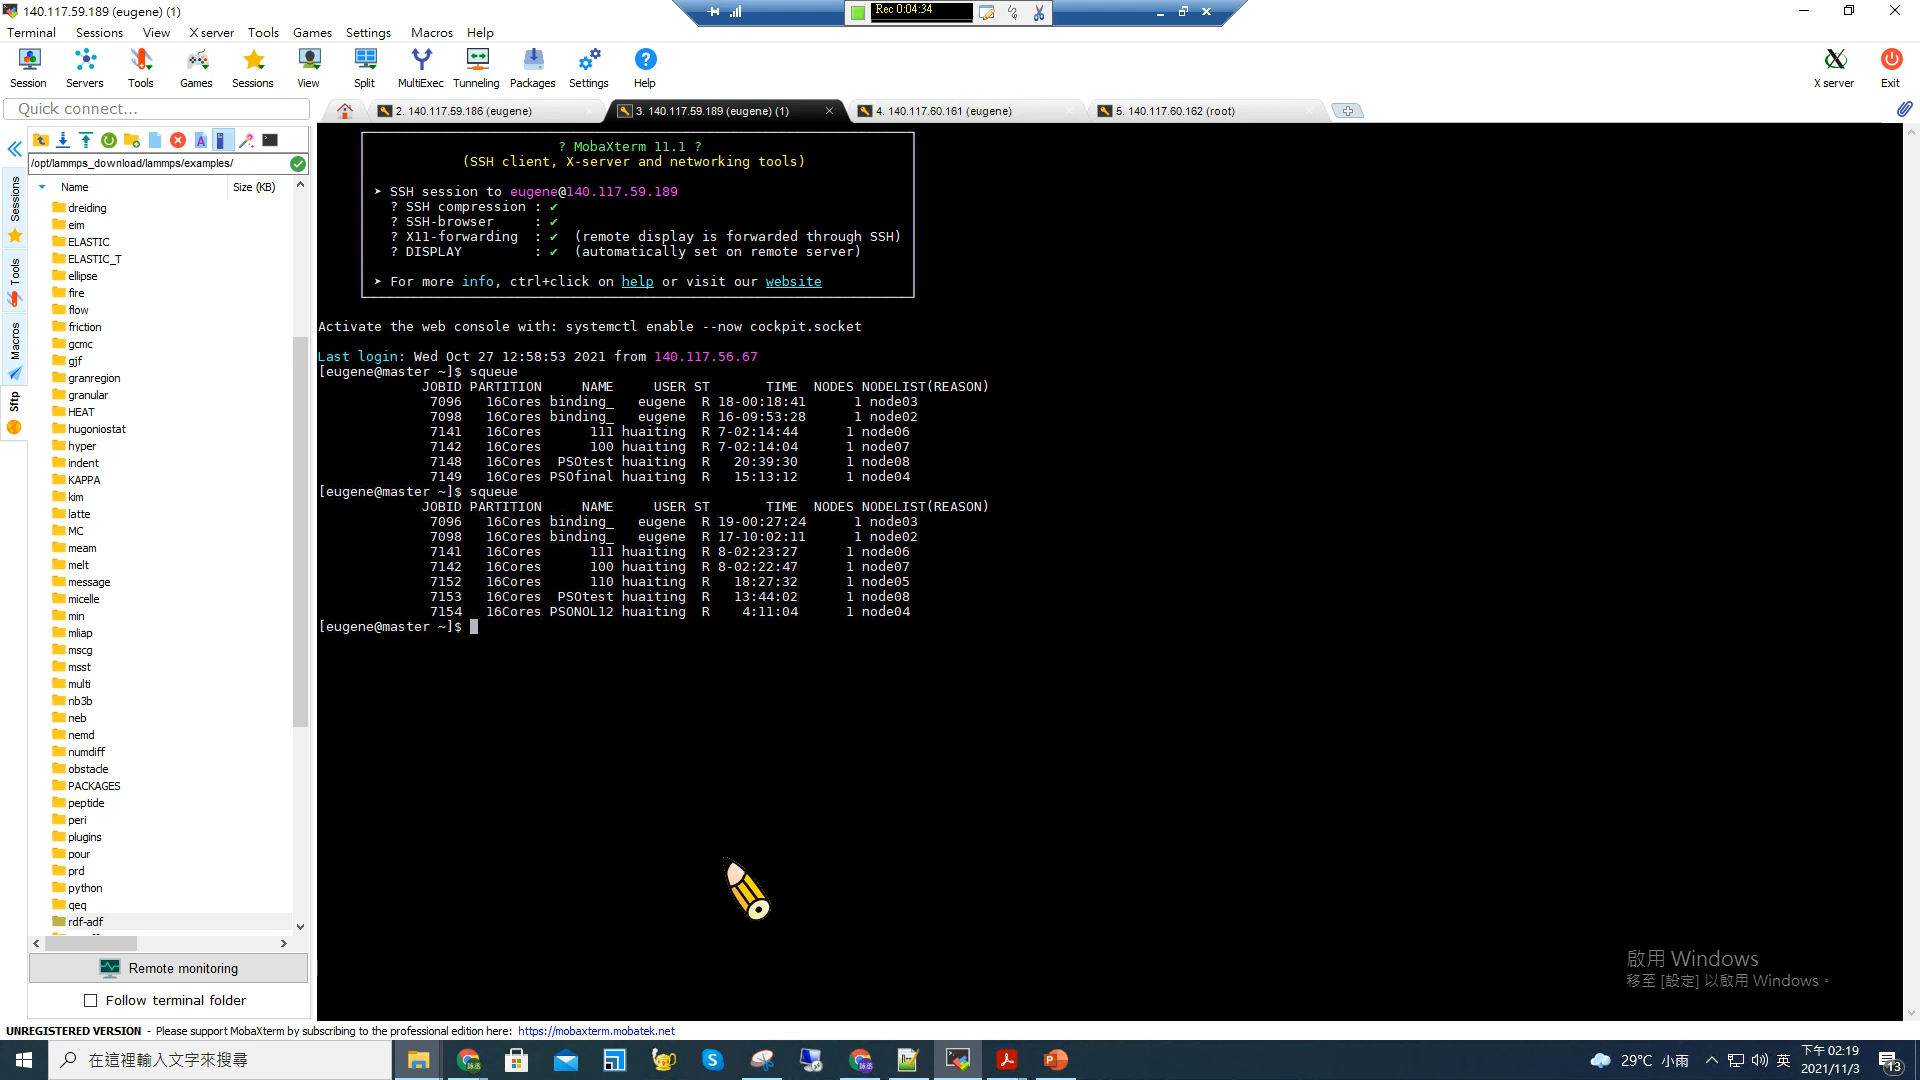 140.117.59.189 (eugene) (1)
Rec 0:04:34
Terminal Sessions View X server Tools Games Settings Macros Help
Session Servers Tools Games Sessions View Split MultiExec Tunneling Packages Settings Help X server Exit
Quick connect...
2. 140.117.59.186 (eugene)
3. 140.117.59.189 (eugene) (1)
4. 140.117.60.161 (eugene)
5. 140.117.60.162 (root)
Sessions
Tools
Macros
Sftp
/opt/lammps_download/lammps/examples/
Name Size (KB)
dreiding
eim
ELASTIC
ELASTIC_T
ellipse
fire
flow
friction
gcmc
gjf
granregion
granular
HEAT
hugoniostat
hyper
indent
KAPPA
kim
latte
MC
meam
melt
message
micelle
min
mliap
mscg
msst
multi
nb3b
neb
nemd
numdiff
obstacle
PACKAGES
peptide
peri
plugins
pour
prd
python
qeq
rdf-adf
Remote monitoring
Follow terminal folder
? MobaXterm 11.1 ?
(SSH client, X-server and networking tools)
➤ SSH session to eugene@140.117.59.189
? SSH compression : ✔
? SSH-browser : ✔
? X11-forwarding : ✔ (remote display is forwarded through SSH)
? DISPLAY : ✔ (automatically set on remote server)
➤ For more info, ctrl+click on help or visit our website
Activate the web console with: systemctl enable --now cockpit.socket
Last login: Wed Oct 27 12:58:53 2021 from 140.117.56.67
[eugene@master ~]$ squeue
JOBID PARTITION NAME USER ST TIME NODES NODELIST(REASON)
7096 16Cores binding_ eugene R 18-00:18:41 1 node03
7098 16Cores binding_ eugene R 16-09:53:28 1 node02
7141 16Cores 111 huaiting R 7-02:14:44 1 node06
7142 16Cores 100 huaiting R 7-02:14:04 1 node07
7148 16Cores PSOtest huaiting R 20:39:30 1 node08
7149 16Cores PSOfinal huaiting R 15:13:12 1 node04
[eugene@master ~]$ squeue
JOBID PARTITION NAME USER ST TIME NODES NODELIST(REASON)
7096 16Cores binding_ eugene R 19-00:27:24 1 node03
7098 16Cores binding_ eugene R 17-10:02:11 1 node02
7141 16Cores 111 huaiting R 8-02:23:27 1 node06
7142 16Cores 100 huaiting R 8-02:22:47 1 node07
7152 16Cores 110 huaiting R 18:27:32 1 node05
7153 16Cores PSOtest huaiting R 13:44:02 1 node08
7154 16Cores PSONOL12 huaiting R 4:11:04 1 node04
[eugene@master ~]$
啟用 Windows
移至 [設定] 以啟用 Windows。
UNREGISTERED VERSION - Please support MobaXterm by subscribing to the professional edition here: https://mobaxterm.mobatek.net
在這裡輸入文字來搜尋
29°C 小雨
英
下午 02:19
2021/11/3
13